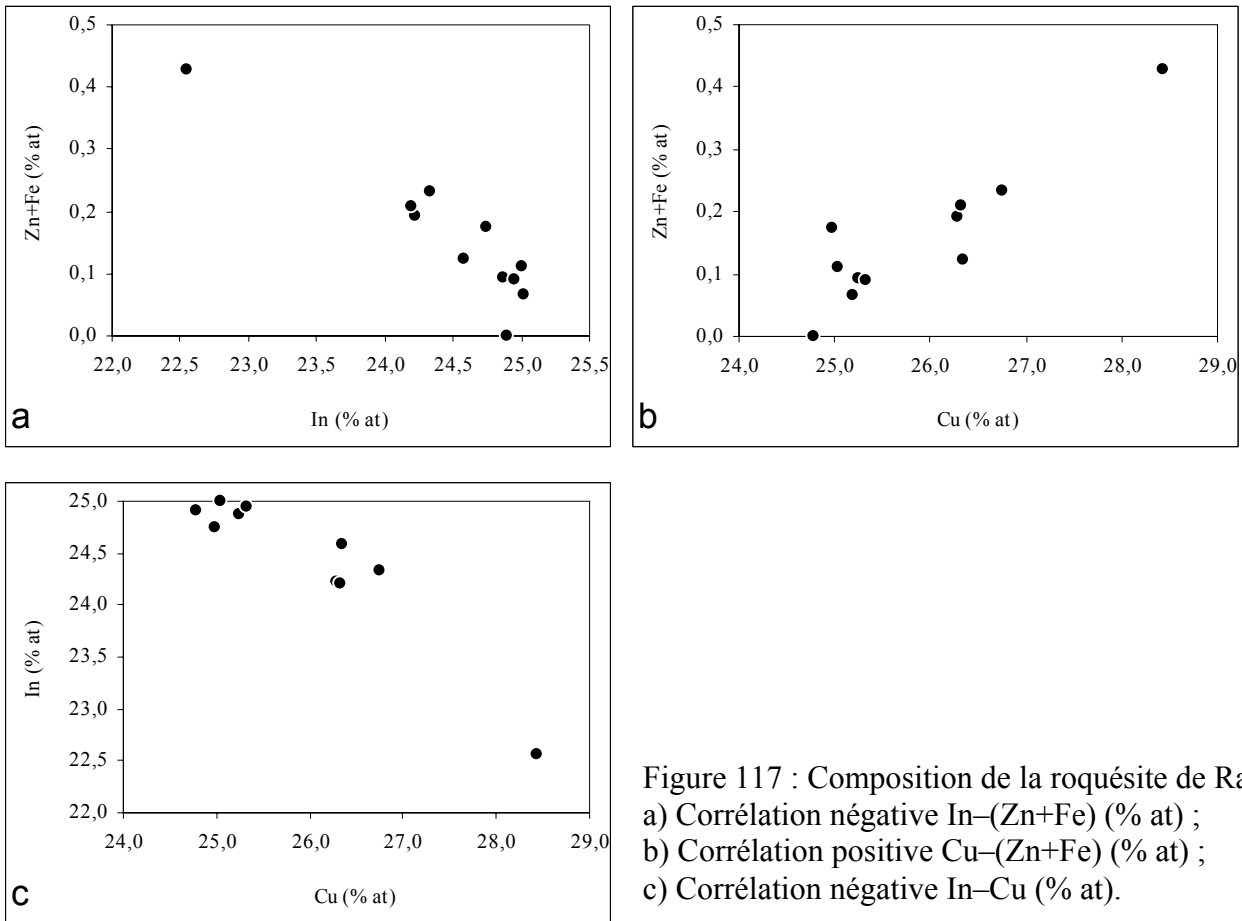 0,5
0,4
0,3
0,2
0,1
0,0
22,0 22,5 23,0 23,5 24,0 24,5 25,0 25,5
Zn+Fe (% at)
In (% at)
a
0,5
0,4
0,3
0,2
0,1
0,0
24,0 25,0 26,0 27,0 28,0 29,0
Zn+Fe (% at)
Cu (% at)
b
25,0
24,5
24,0
23,5
23,0
22,5
22,0
24,0 25,0 26,0 27,0 28,0 29,0
In (% at)
Cu (% at)
c
Figure 117 : Composition de la roquésite de Ra
a) Corrélation négative In–(Zn+Fe) (% at) ;
b) Corrélation positive Cu–(Zn+Fe) (% at) ;
c) Corrélation négative In–Cu (% at).